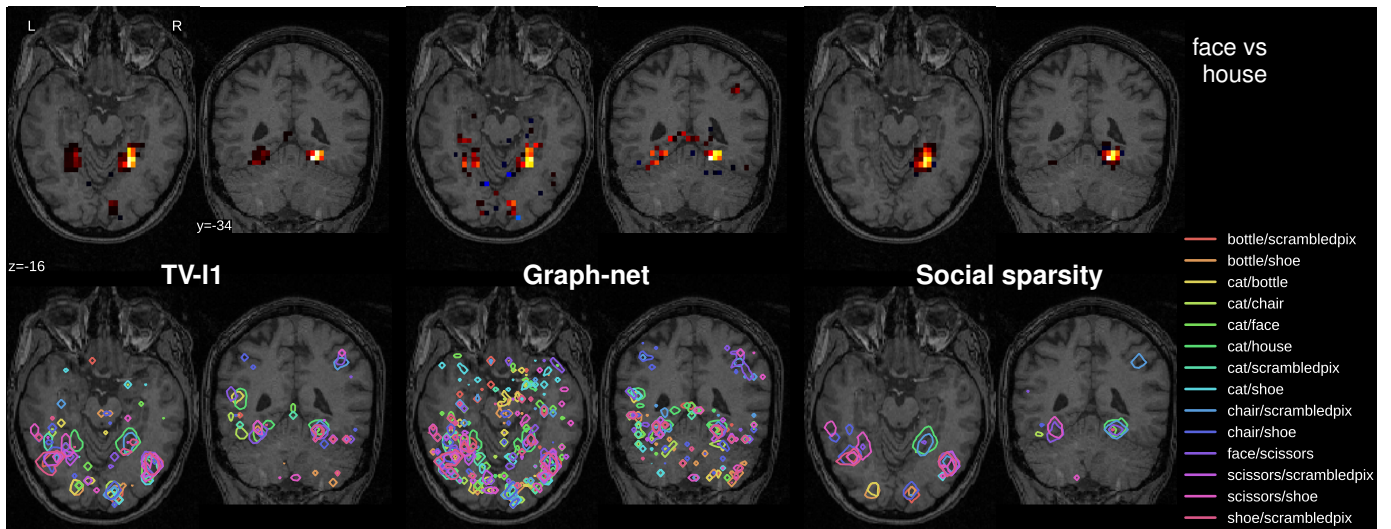 L
R
face vs
house
y=-34
z=-16
TV-l1
Graph-net
Social sparsity
bottle/scrambledpix
bottle/shoe
cat/bottle
cat/chair
cat/face
cat/house
cat/scrambledpix
cat/shoe
chair/scrambledpix
chair/shoe
face/scissors
scissors/scrambledpix
scissors/shoe
shoe/scrambledpix